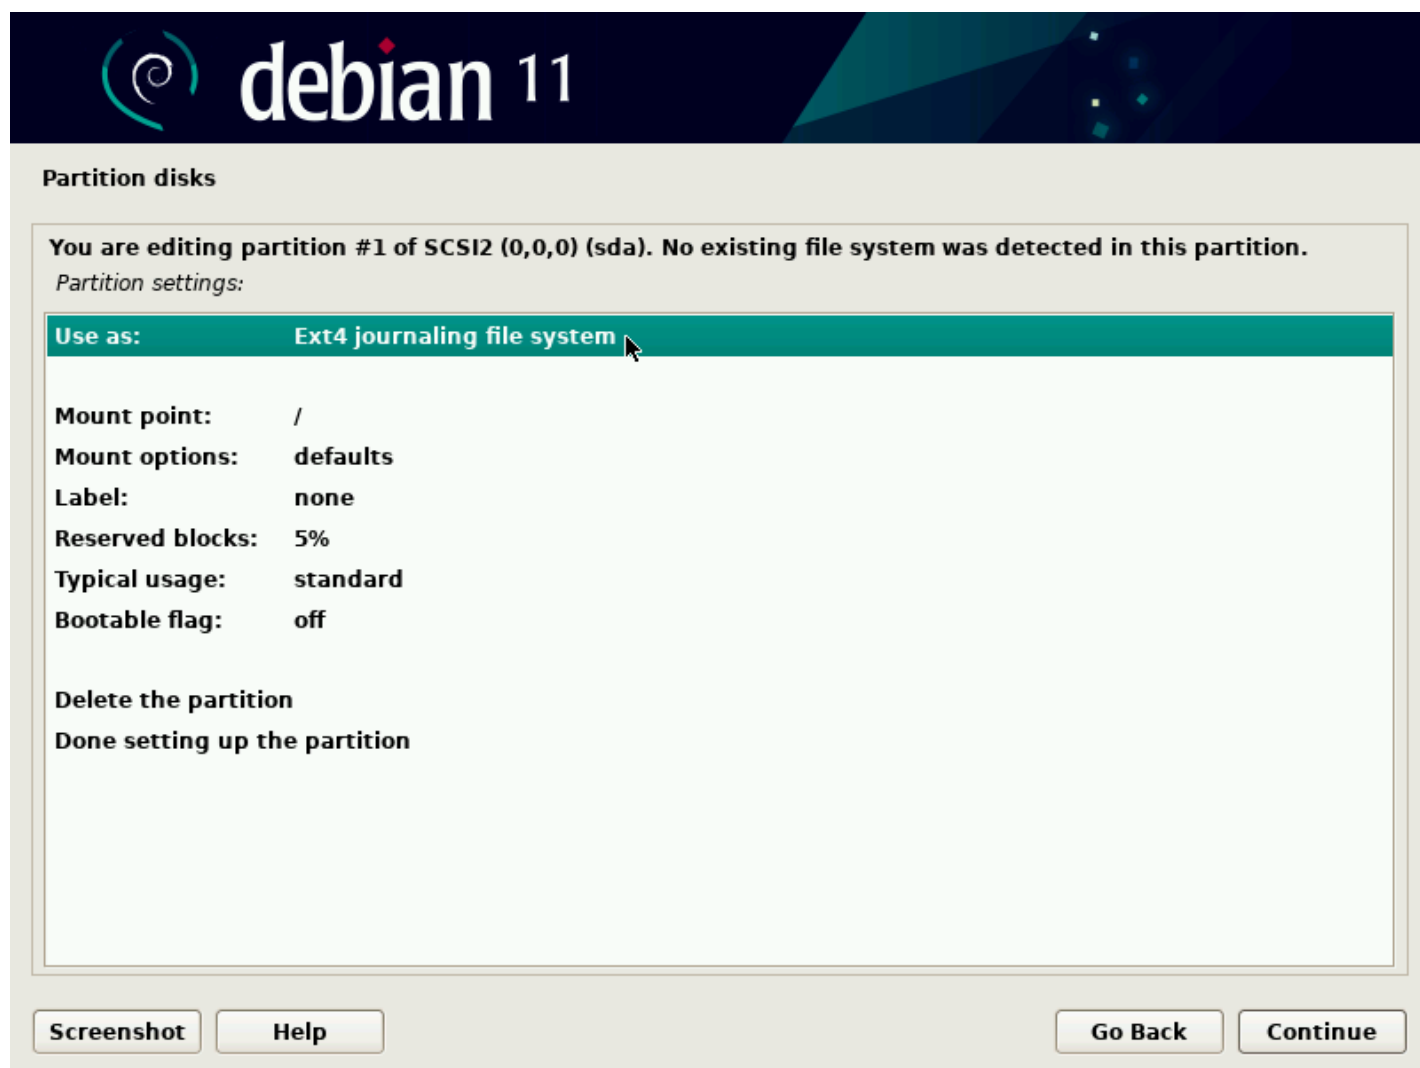 debian 11
Partition disks
You are editing partition #1 of SCSI2 (0,0,0) (sda). No existing file system was detected in this partition.
Partition settings:
Use as: Ext4 journaling file system
Mount point: /
Mount options: defaults
Label: none
Reserved blocks: 5%
Typical usage: standard
Bootable flag: off
Delete the partition
Done setting up the partition
Screenshot Help Go Back Continue